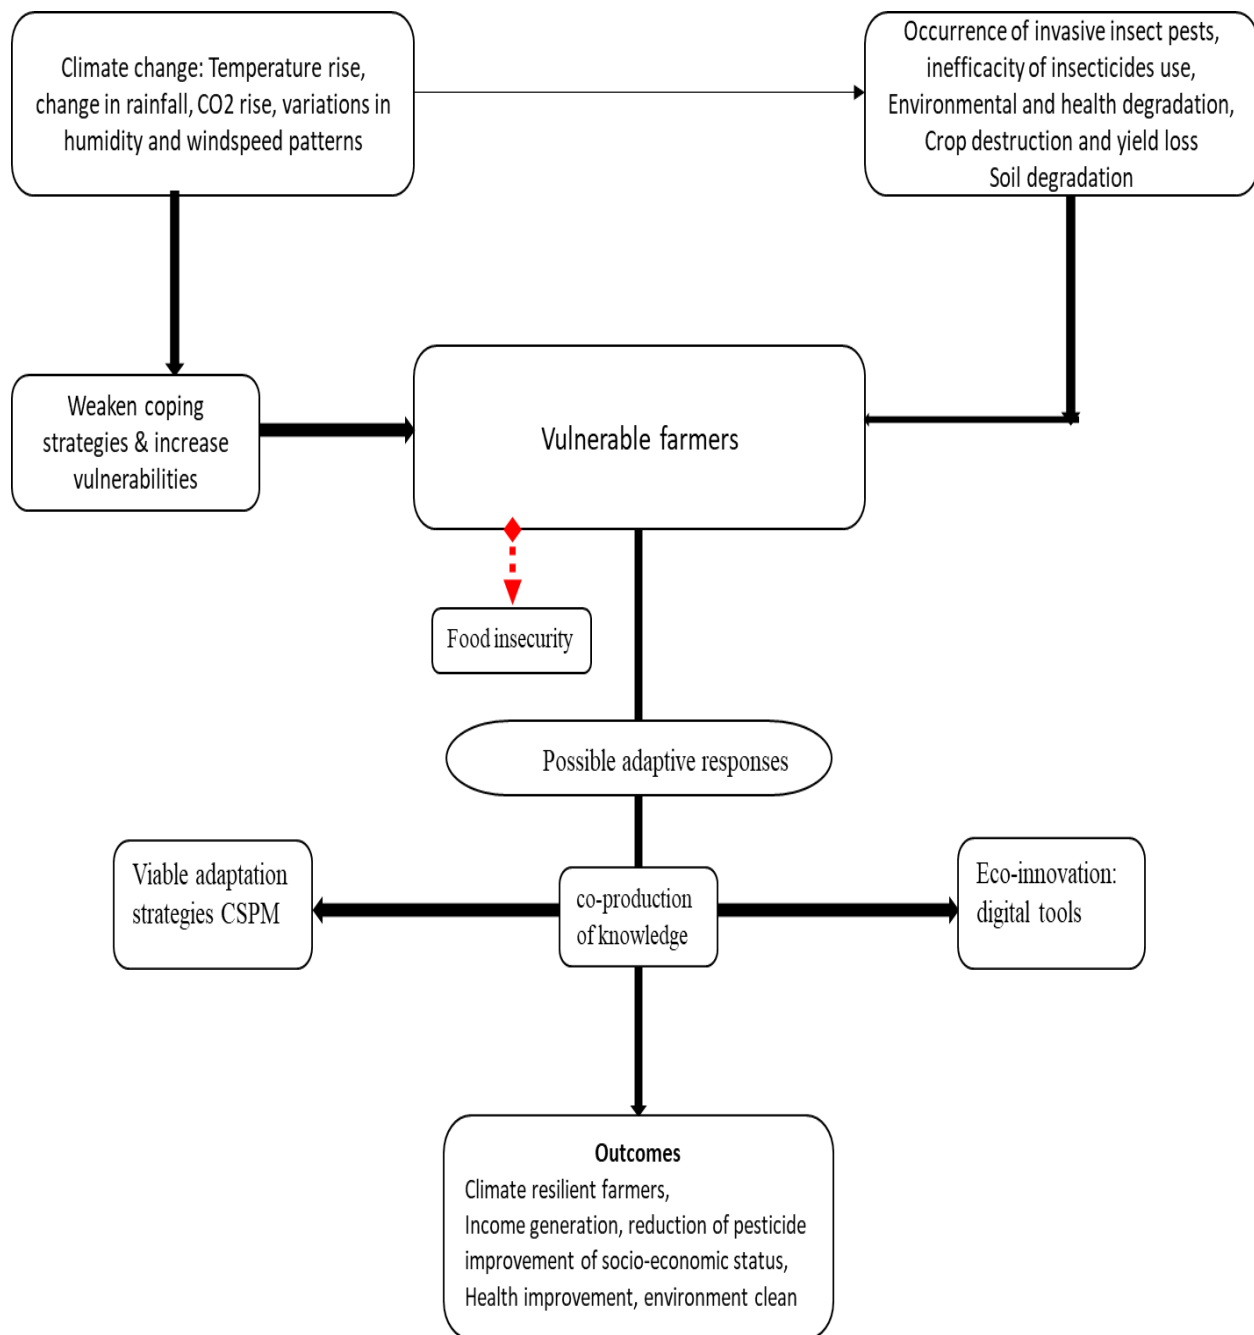 Climate change: Temperature rise,
change in rainfall, CO2 rise, variations in
humidity and windspeed patterns
Occurrence of invasive insect pests,
inefficacity of insecticides use,
Environmental and health degradation,
Crop destruction and yield loss
Soil degradation
Weaken coping
strategies & increase
vulnerabilities
Vulnerable farmers
Food insecurity
Possible adaptive responses
Viable adaptation
strategies CSPM
co-production
of knowledge
Eco-innovation:
digital tools
Outcomes
Climate resilient farmers,
Income generation, reduction of pesticide
improvement of socio-economic status,
Health improvement, environment clean